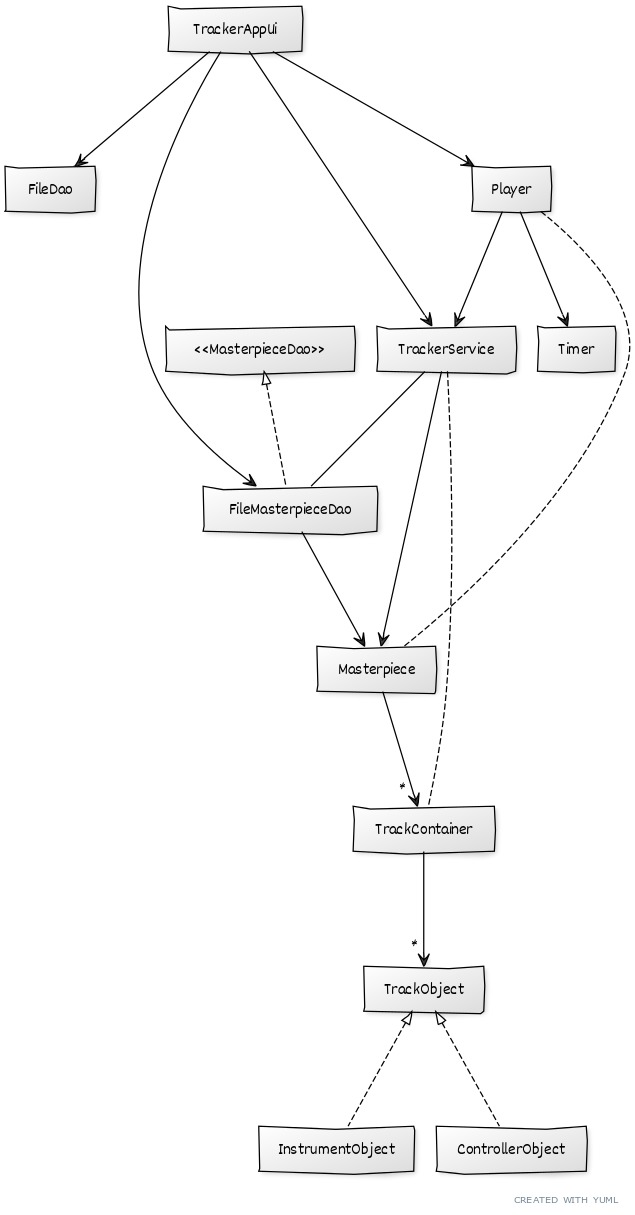 TrackerAppUi
FileDao
Player
<<MasterpieceDao>>
TrackerService
Timer
FileMasterpieceDao
Masterpiece
*
TrackContainer
*
TrackObject
InstrumentObject
ControllerObject
CREATED WITH YUML